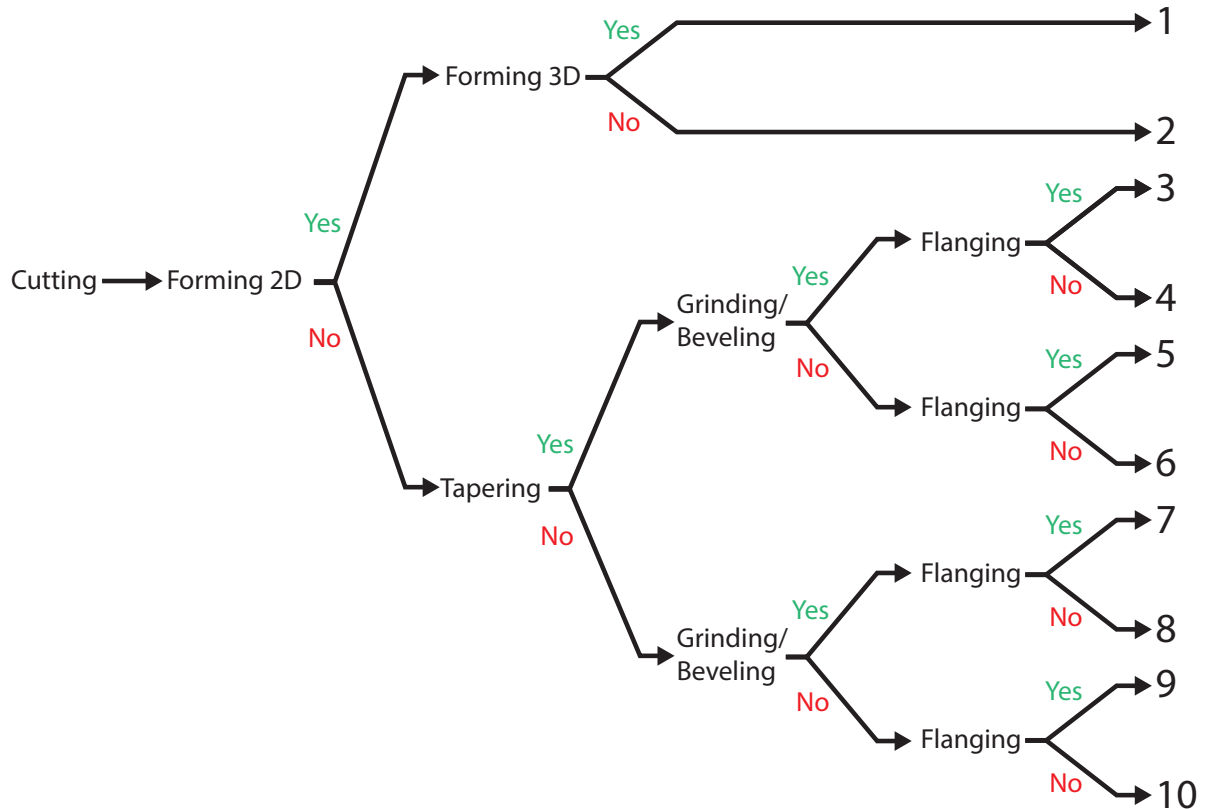 Yes
1
Forming 3D
No
2
Yes
3
Yes
Flanging
No
4
Cutting
Forming 2D
Yes
Grinding/
Beveling
No
Yes
5
No
Flanging
No
6
Yes
Tapering
No
Yes
7
Yes
Flanging
No
8
Grinding/
Beveling
No
Yes
9
Flanging
No
10